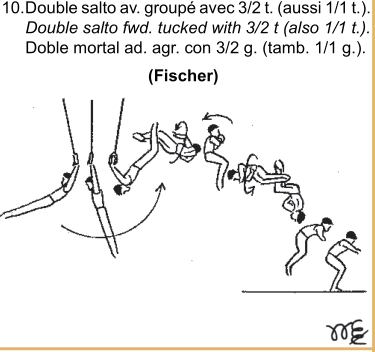 10.Double salto av. groupé avec 3/2 t. (aussi 1/1 t.).
Double salto fwd. tucked with 3/2 t (also 1/1 t.).
Doble mortal ad. agr. con 3/2 g. (tamb. 1/1 g.).
(Fischer)